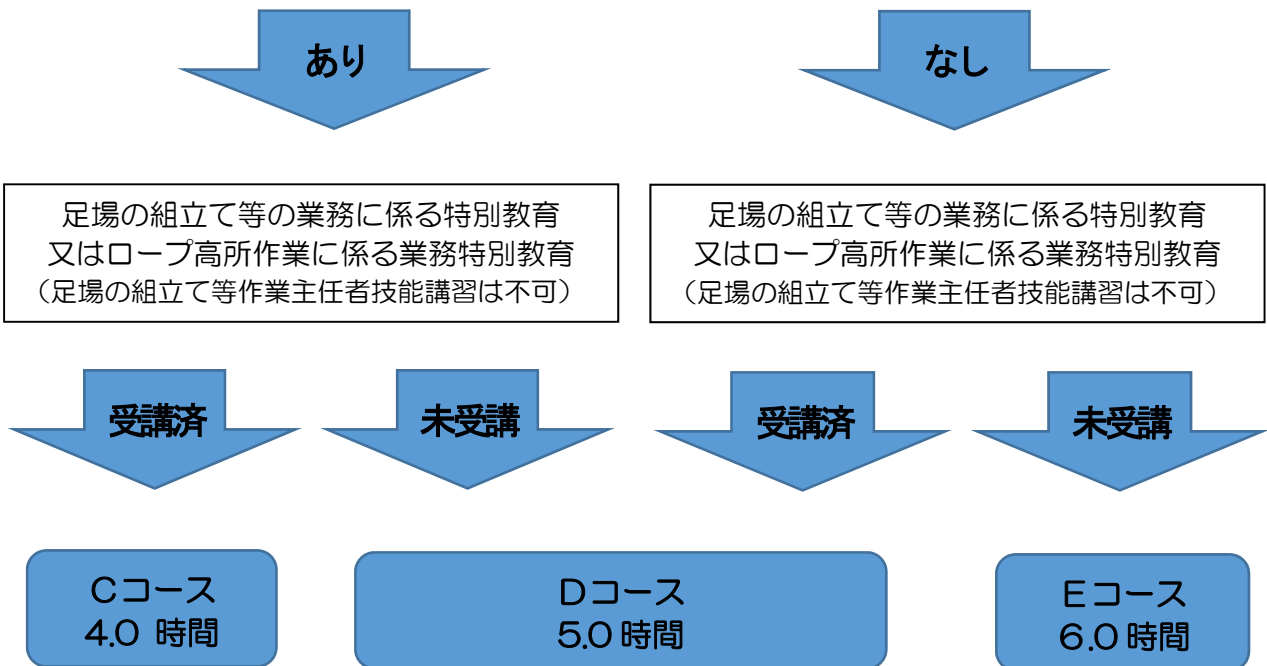 あり
なし
足場の組立て等の業務に係る特別教育
又はロープ高所作業に係る業務特別教育
（足場の組立て等作業主任者技能講習は不可）
足場の組立て等の業務に係る特別教育
又はロープ高所作業に係る業務特別教育
（足場の組立て等作業主任者技能講習は不可）
受講済
未受講
受講済
未受講
Cコース
4.0 時間
Dコース
5.0時間
Eコース
6.0時間